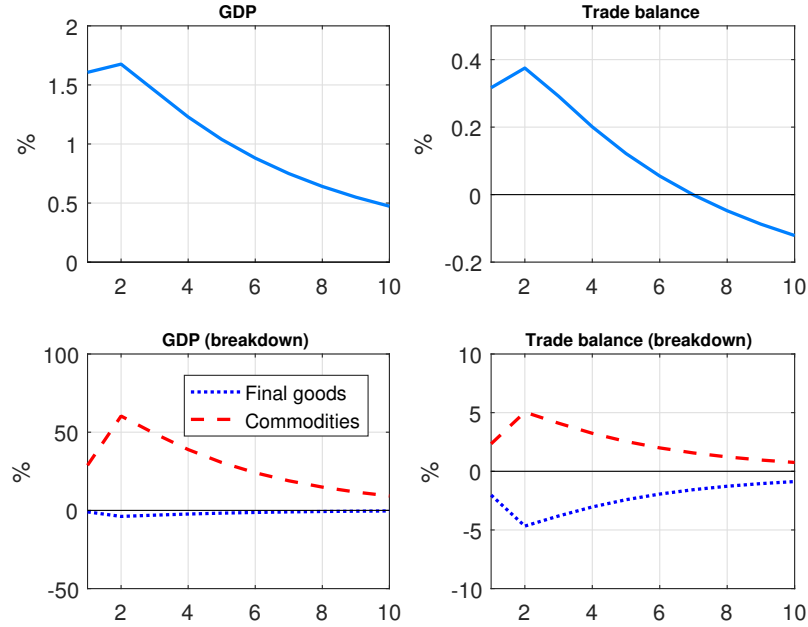 GDP
2
1.5
1
0.5
0
%
2 4 6 8 10
Trade balance
0.4
0.2
0
-0.2
%
2 4 6 8 10
GDP (breakdown)
100
50
0
-50
%
Final goods
Commodities
2 4 6 8 10
Trade balance (breakdown)
10
5
0
-5
-10
%
2 4 6 8 10